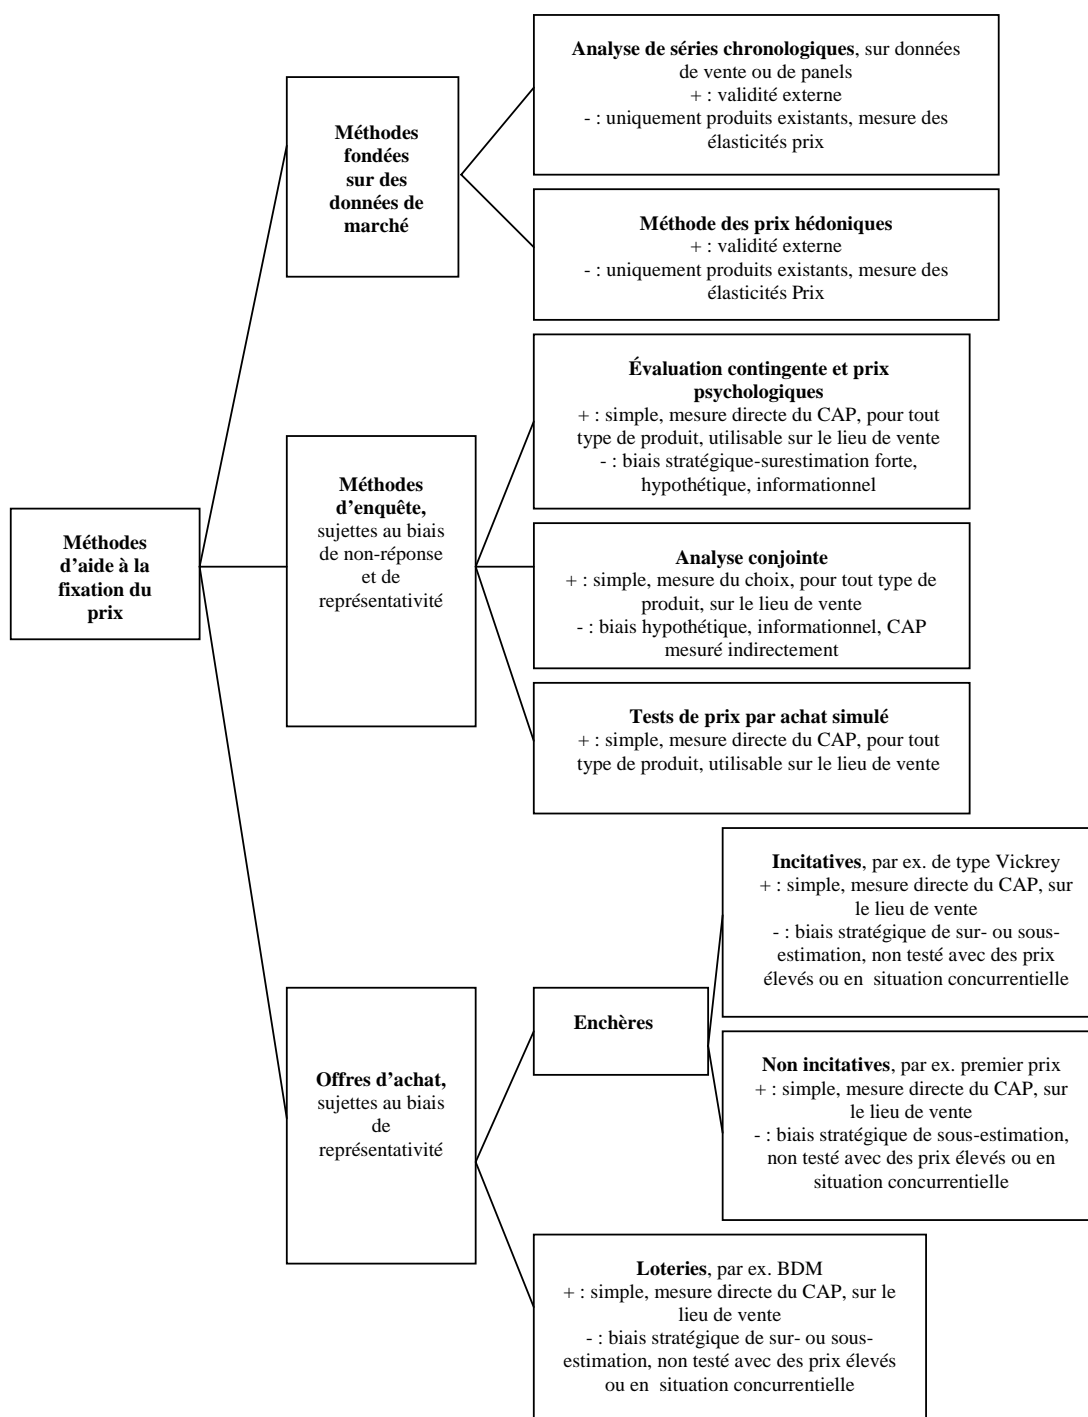 Analyse de séries chronologiques, sur données
de vente ou de panels
+ : validité externe
- : uniquement produits existants, mesure des
élasticités prix
Méthodes
fondées
sur des
données de
marché
Méthode des prix hédoniques
+ : validité externe
- : uniquement produits existants, mesure des
élasticités Prix
Évaluation contingente et prix
psychologiques
+ : simple, mesure directe du CAP, pour tout
type de produit, utilisable sur le lieu de vente
- : biais stratégique-surestimation forte,
hypothétique, informationnel
Méthodes
d'enquête,
sujettes au biais
de non-réponse
et de
représentativité
Méthodes
d'aide à la
fixation du
prix
Analyse conjointe
+ : simple, mesure du choix, pour tout type de
produit, sur le lieu de vente
- : biais hypothétique, informationnel, CAP
mesuré indirectement
Tests de prix par achat simulé
+ : simple, mesure directe du CAP, pour tout
type de produit, utilisable sur le lieu de vente
Incitatives, par ex. de type Vickrey
+ : simple, mesure directe du CAP, sur
le lieu de vente
- : biais stratégique de sur- ou sous-
estimation, non testé avec des prix
élevés ou en situation concurrentielle
Enchères
Offres d'achat,
sujettes au biais
de
représentativité
Non incitatives, par ex. premier prix
+ : simple, mesure directe du CAP, sur
le lieu de vente
- : biais stratégique de sous-estimation,
non testé avec des prix élevés ou en
situation concurrentielle
Loteries, par ex. BDM
+ : simple, mesure directe du CAP, sur le
lieu de vente
- : biais stratégique de sur- ou sous-
estimation, non testé avec des prix élevés
ou en situation concurrentielle